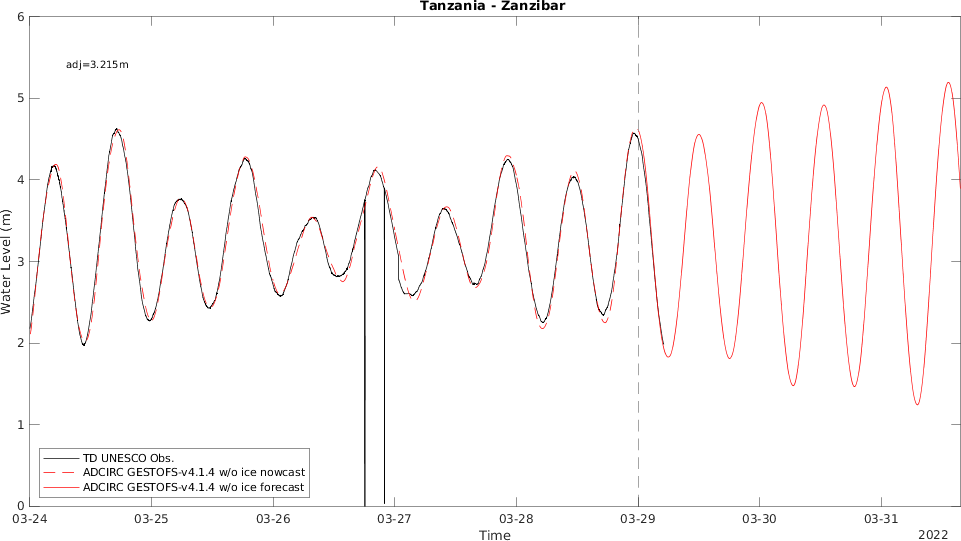 Tanzania - Zanzibar
adj=3.215m
Water Level (m)
6
5
4
3
2
1
0
TD UNESCO Obs.
ADCIRC GESTOFS-v4.1.4 w/o ice nowcast
ADCIRC GESTOFS-v4.1.4 w/o ice forecast
03-24 03-25 03-26 03-27 03-28 03-29 03-30 03-31
Time
2022